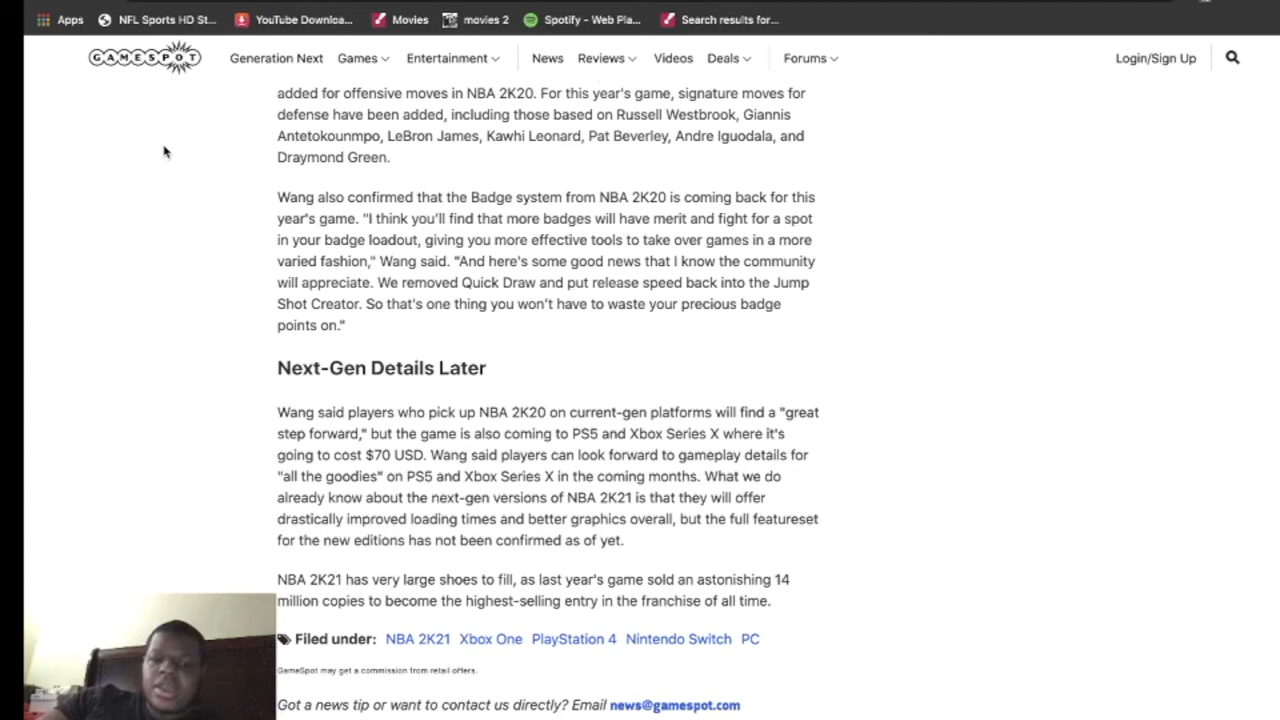 Apps NFL Sports HD St... YouTube Downloa... Movies movies 2 Spotify - Web Pla... Search results for...
GAMESPOT Generation Next Games Entertainment News Reviews Videos Deals Forums Login/Sign Up
added for offensive moves in NBA 2K20. For this year's game, signature moves for
defense have been added, including those based on Russell Westbrook, Giannis
Antetokounmpo, LeBron James, Kawhi Leonard, Pat Beverley, Andre Iguodala, and
Draymond Green.
Wang also confirmed that the Badge system from NBA 2K20 is coming back for this
year's game. "I think you'll find that more badges will have merit and fight for a spot
in your badge loadout, giving you more effective tools to take over games in a more
varied fashion," Wang said. "And here's some good news that I know the community
will appreciate. We removed Quick Draw and put release speed back into the Jump
Shot Creator. So that's one thing you won't have to waste your precious badge
points on."
Next-Gen Details Later
Wang said players who pick up NBA 2K20 on current-gen platforms will find a "great
step forward," but the game is also coming to PS5 and Xbox Series X where it's
going to cost $70 USD. Wang said players can look forward to gameplay details for
"all the goodies" on PS5 and Xbox Series X in the coming months. What we do
already know about the next-gen versions of NBA 2K21 is that they will offer
drastically improved loading times and better graphics overall, but the full featureset
for the new editions has not been confirmed as of yet.
NBA 2K21 has very large shoes to fill, as last year's game sold an astonishing 14
million copies to become the highest-selling entry in the franchise of all time.
Filed under: NBA 2K21 Xbox One PlayStation 4 Nintendo Switch PC
GameSpot may get a commission from retail offers.
Got a news tip or want to contact us directly? Email news@gamespot.com